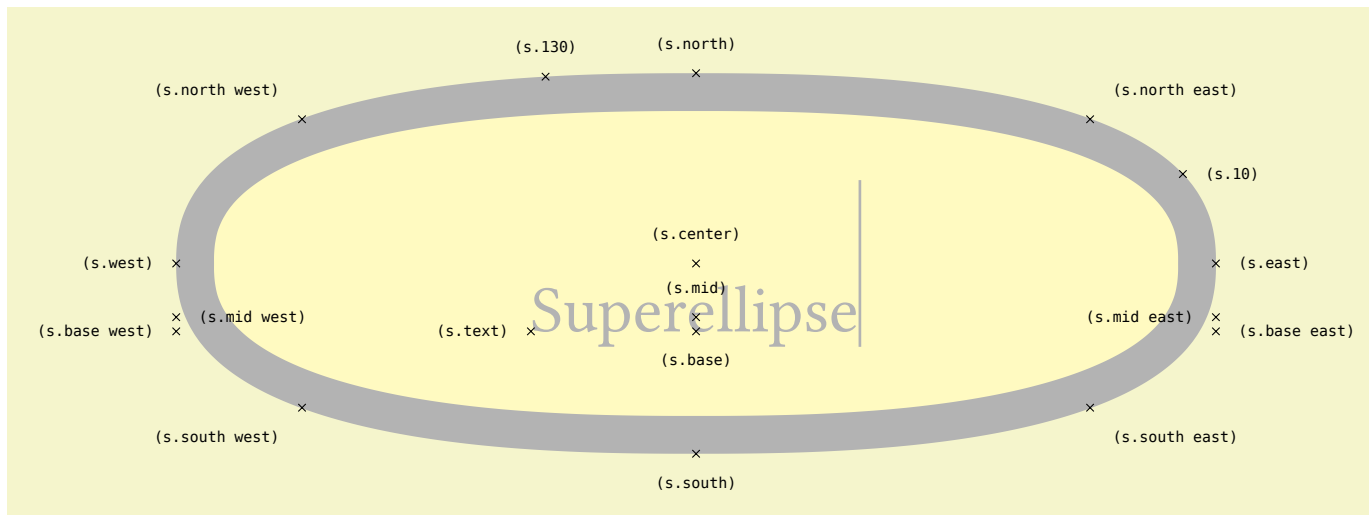 (s.130)
(s.north)
(s.north west)
(s.north east)
(s.10)
(s.center)
(s.west)
(s.east)
(s.mid)
Superellipse
(s.mid west)
(s.mid east)
(s.base west)
(s.text)
(s.base east)
(s.base)
(s.south west)
(s.south east)
(s.south)